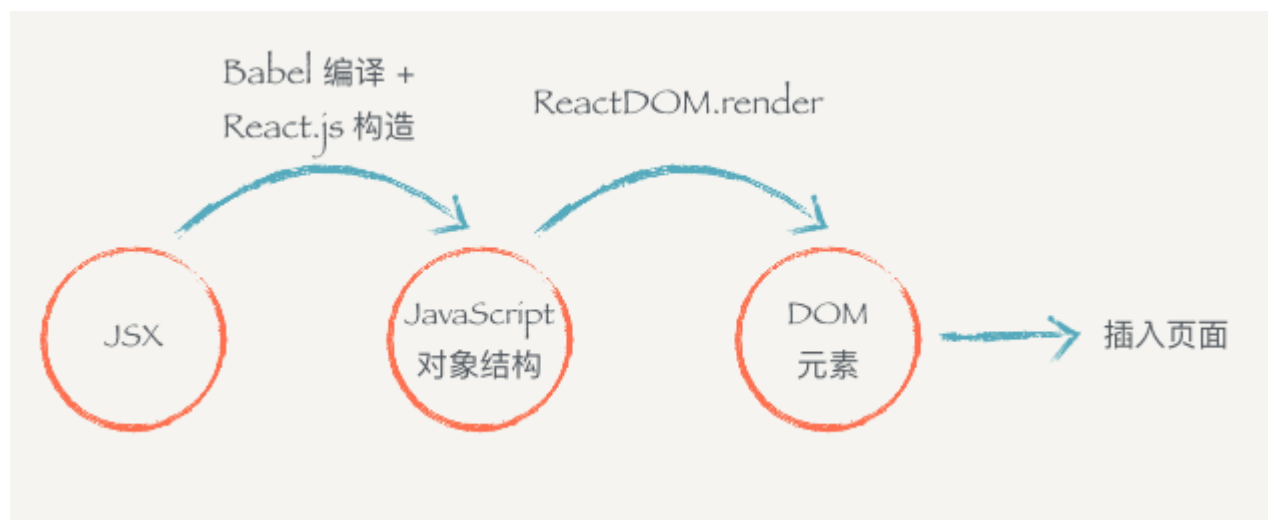 Babel 编译 +
React.js 构造
ReactDOM.render
JSX
JavaScript
对象结构
DOM
元素
插入页面